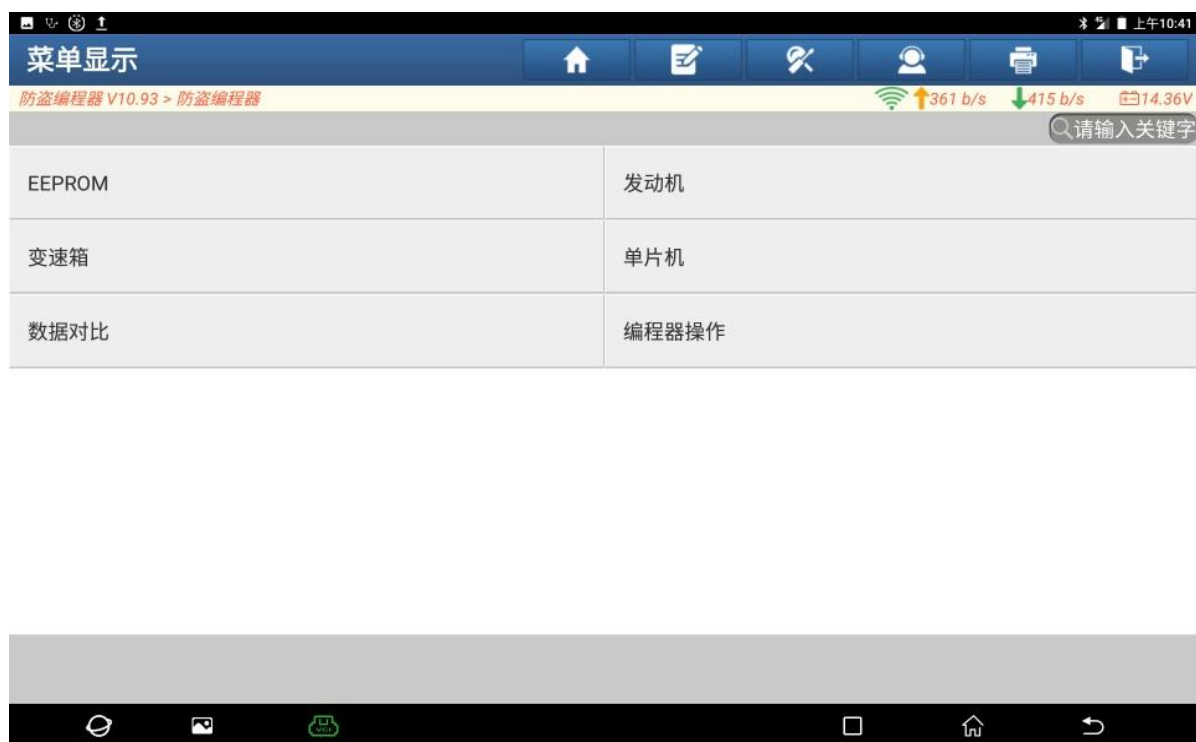 上午10:41
菜单显示
防盗编程器 V10.93 > 防盗编程器 361 b/s 415 b/s 14.36V
请输入关键字
EEPROM 发动机
变速箱 单片机
数据对比 编程器操作
VCI